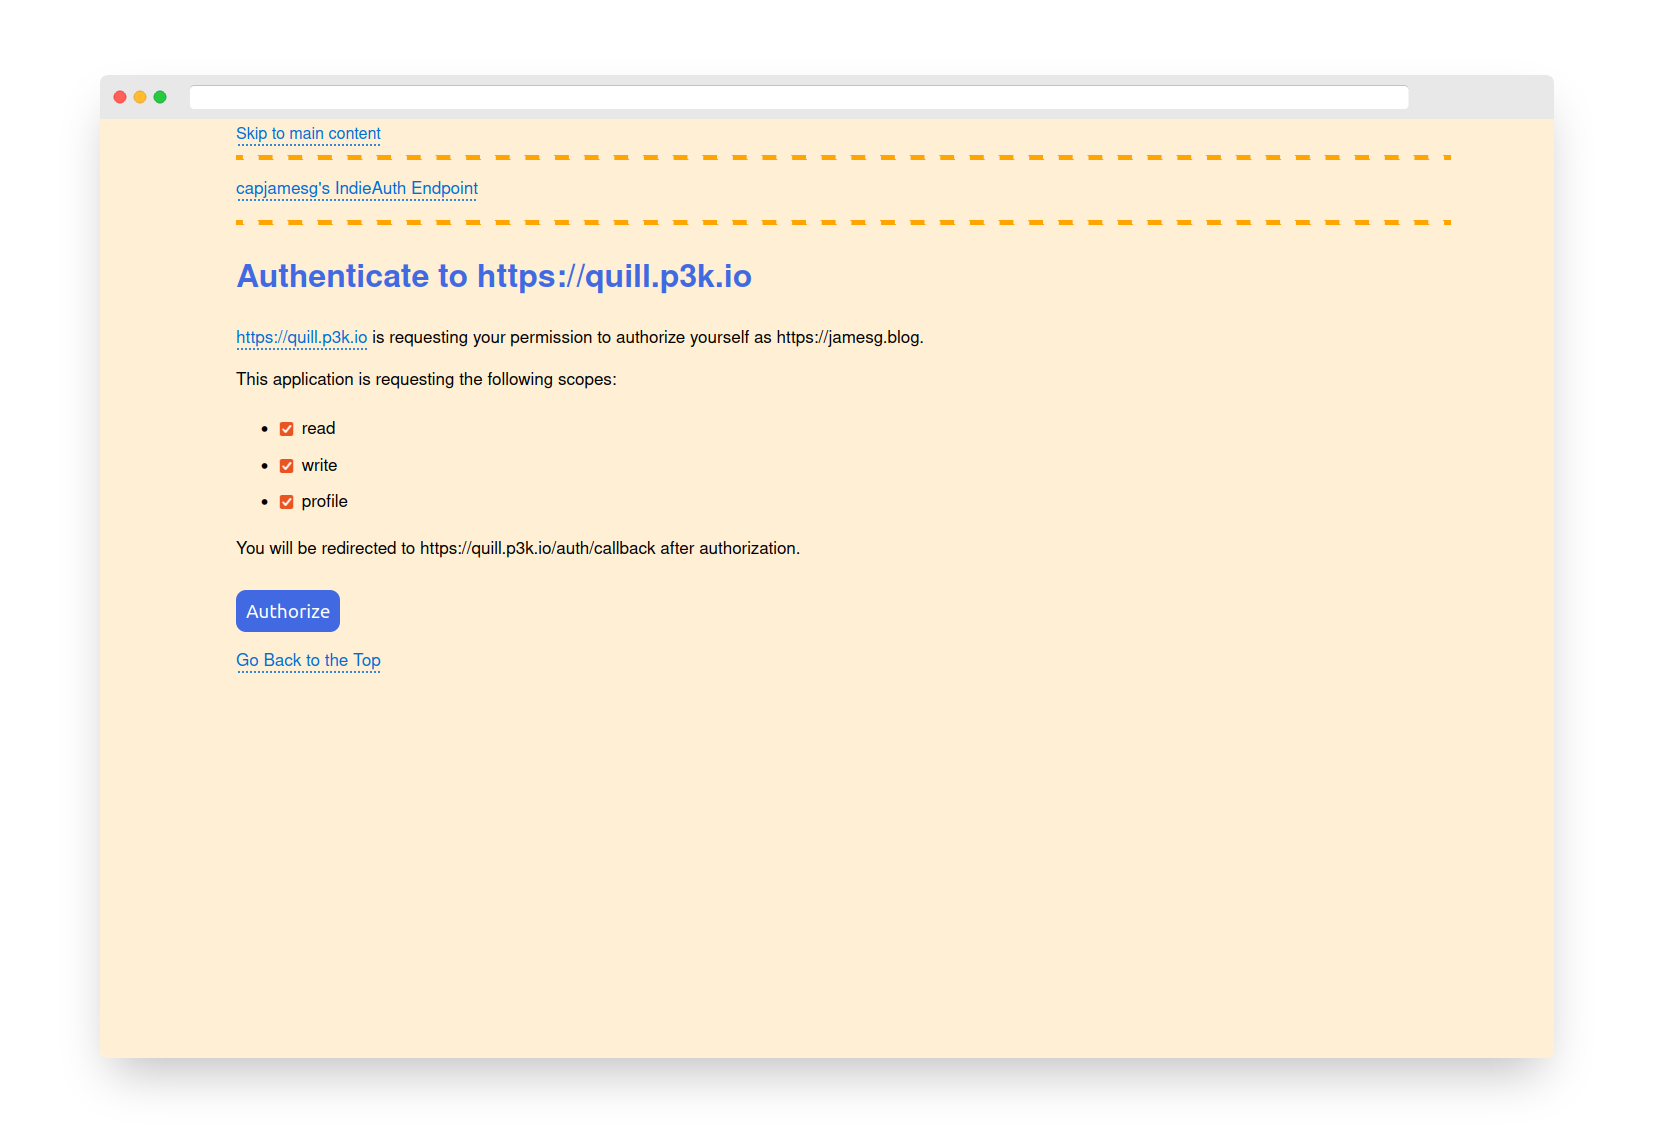 Skip to main content
capjamesg's IndieAuth Endpoint
Authenticate to https://quill.p3k.io
https://quill.p3k.io is requesting your permission to authorize yourself as https://jamesg.blog.
This application is requesting the following scopes:
read
write
profile
You will be redirected to https://quill.p3k.io/auth/callback after authorization.
Authorize
Go Back to the Top